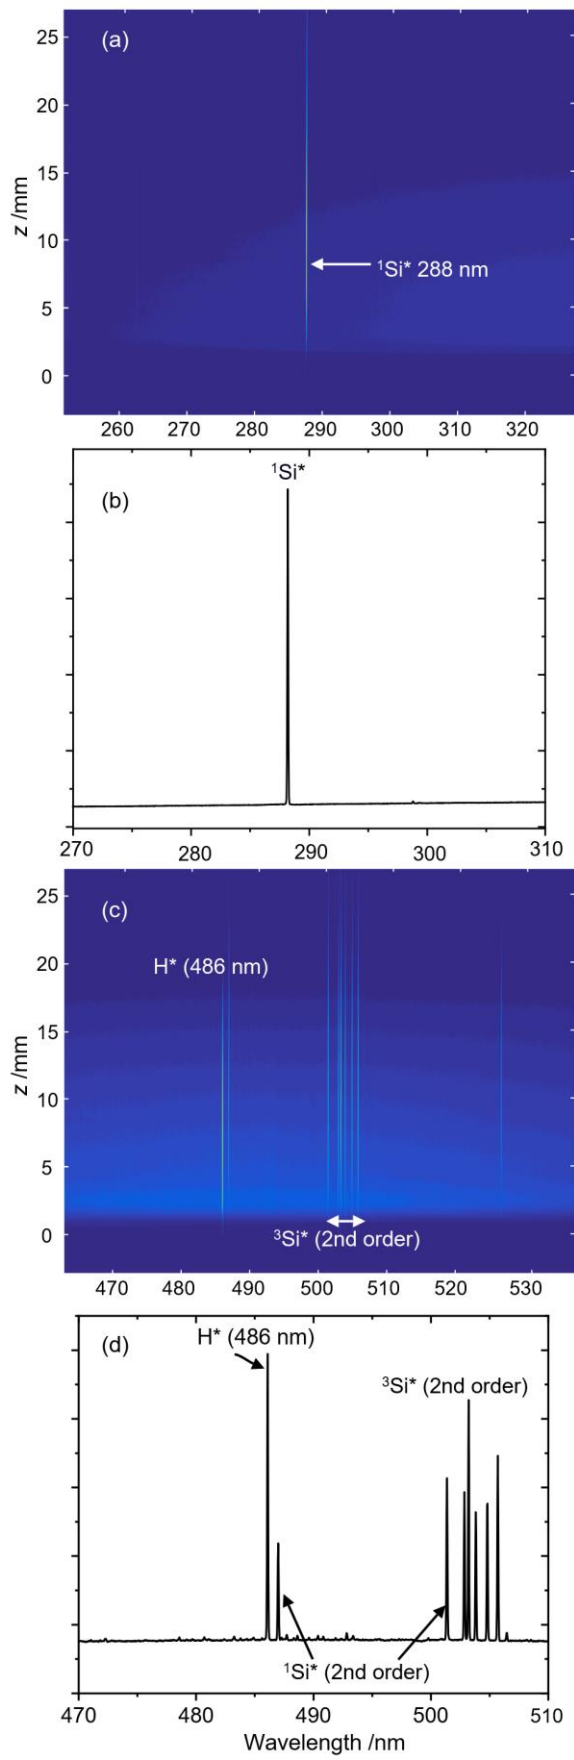 (a)
25
20
15
10
5
0
z /mm
¹Si* 288 nm
260 270 280 290 300 310 320
¹Si*
(b)
270 280 290 300 310
(c)
25
20
15
10
5
0
z /mm
H* (486 nm)
³Si* (2nd order)
470 480 490 500 510 520 530
(d)
H* (486 nm)
³Si* (2nd order)
¹Si* (2nd order)
470 480 490 500 510
Wavelength /nm